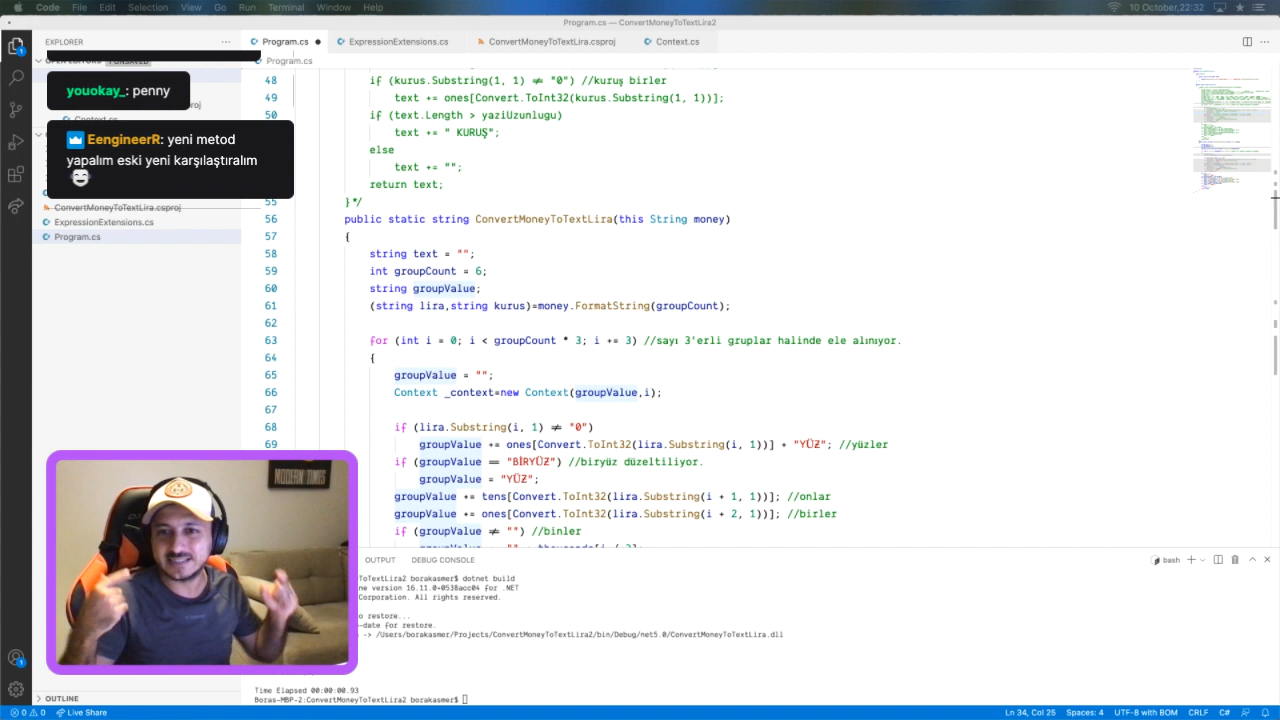 Code File Edit Selection View Go Run Terminal Window Help 10 October,22:32
Program.cs — ConvertMoneyToTextLira2
EXPLORER ...
Program.cs ExpressionExtensions.cs ConvertMoneyToTextLira.csproj Context.cs
Program.cs
youokay_: penny
EengineerR: yeni metod
yapalım eski yeni karşılaştıralım
ConvertMoneyToTextLira.csproj
ExpressionExtensions.cs
Program.cs
48 if (kurus.Substring(1, 1) ≠ "0") //kuruş birler
49 text += ones[Convert.ToInt32(kurus.Substring(1, 1))];
50 if (text.Length > yaziUzunlugu)
text += " KURUŞ";
else
text += "";
return text;
55 }*/
56 public static string ConvertMoneyToTextLira(this String money)
57 {
58 string text = "";
59 int groupCount = 6;
60 string groupValue;
61 (string lira,string kurus)=money.FormatString(groupCount);
62
63 for (int i = 0; i < groupCount * 3; i += 3) //sayı 3'erli gruplar halinde ele alınıyor.
64 {
65 groupValue = "";
66 Context _context=new Context(groupValue,i);
67
68 if (lira.Substring(i, 1) ≠ "0")
69 groupValue += ones[Convert.ToInt32(lira.Substring(i, 1))] + "YÜZ"; //yüzler
if (groupValue == "BİRYÜZ") //biryüz düzeltiliyor.
groupValue = "YÜZ";
groupValue += tens[Convert.ToInt32(lira.Substring(i + 1, 1))]; //onlar
groupValue += ones[Convert.ToInt32(lira.Substring(i + 2, 1))]; //birler
if (groupValue ≠ "") //binler
MODERN TIMES
OUTPUT DEBUG CONSOLE bash
ToTextLira2 borakasmer$ dotnet build
ne version 16.11.0+0538acc04 for .NET
Corporation. All rights reserved.
o restore...
-date for restore.
-> /Users/borakasmer/Projects/ConvertMoneyToTextLira2/bin/Debug/net5.0/ConvertMoneyToTextLira.dll
Time Elapsed 00:00:00.93
Boras-MBP-2:ConvertMoneyToTextLira2 borakasmer$
OUTLINE
0 0 Live Share Ln 34, Col 25 Spaces: 4 UTF-8 with BOM CRLF C#